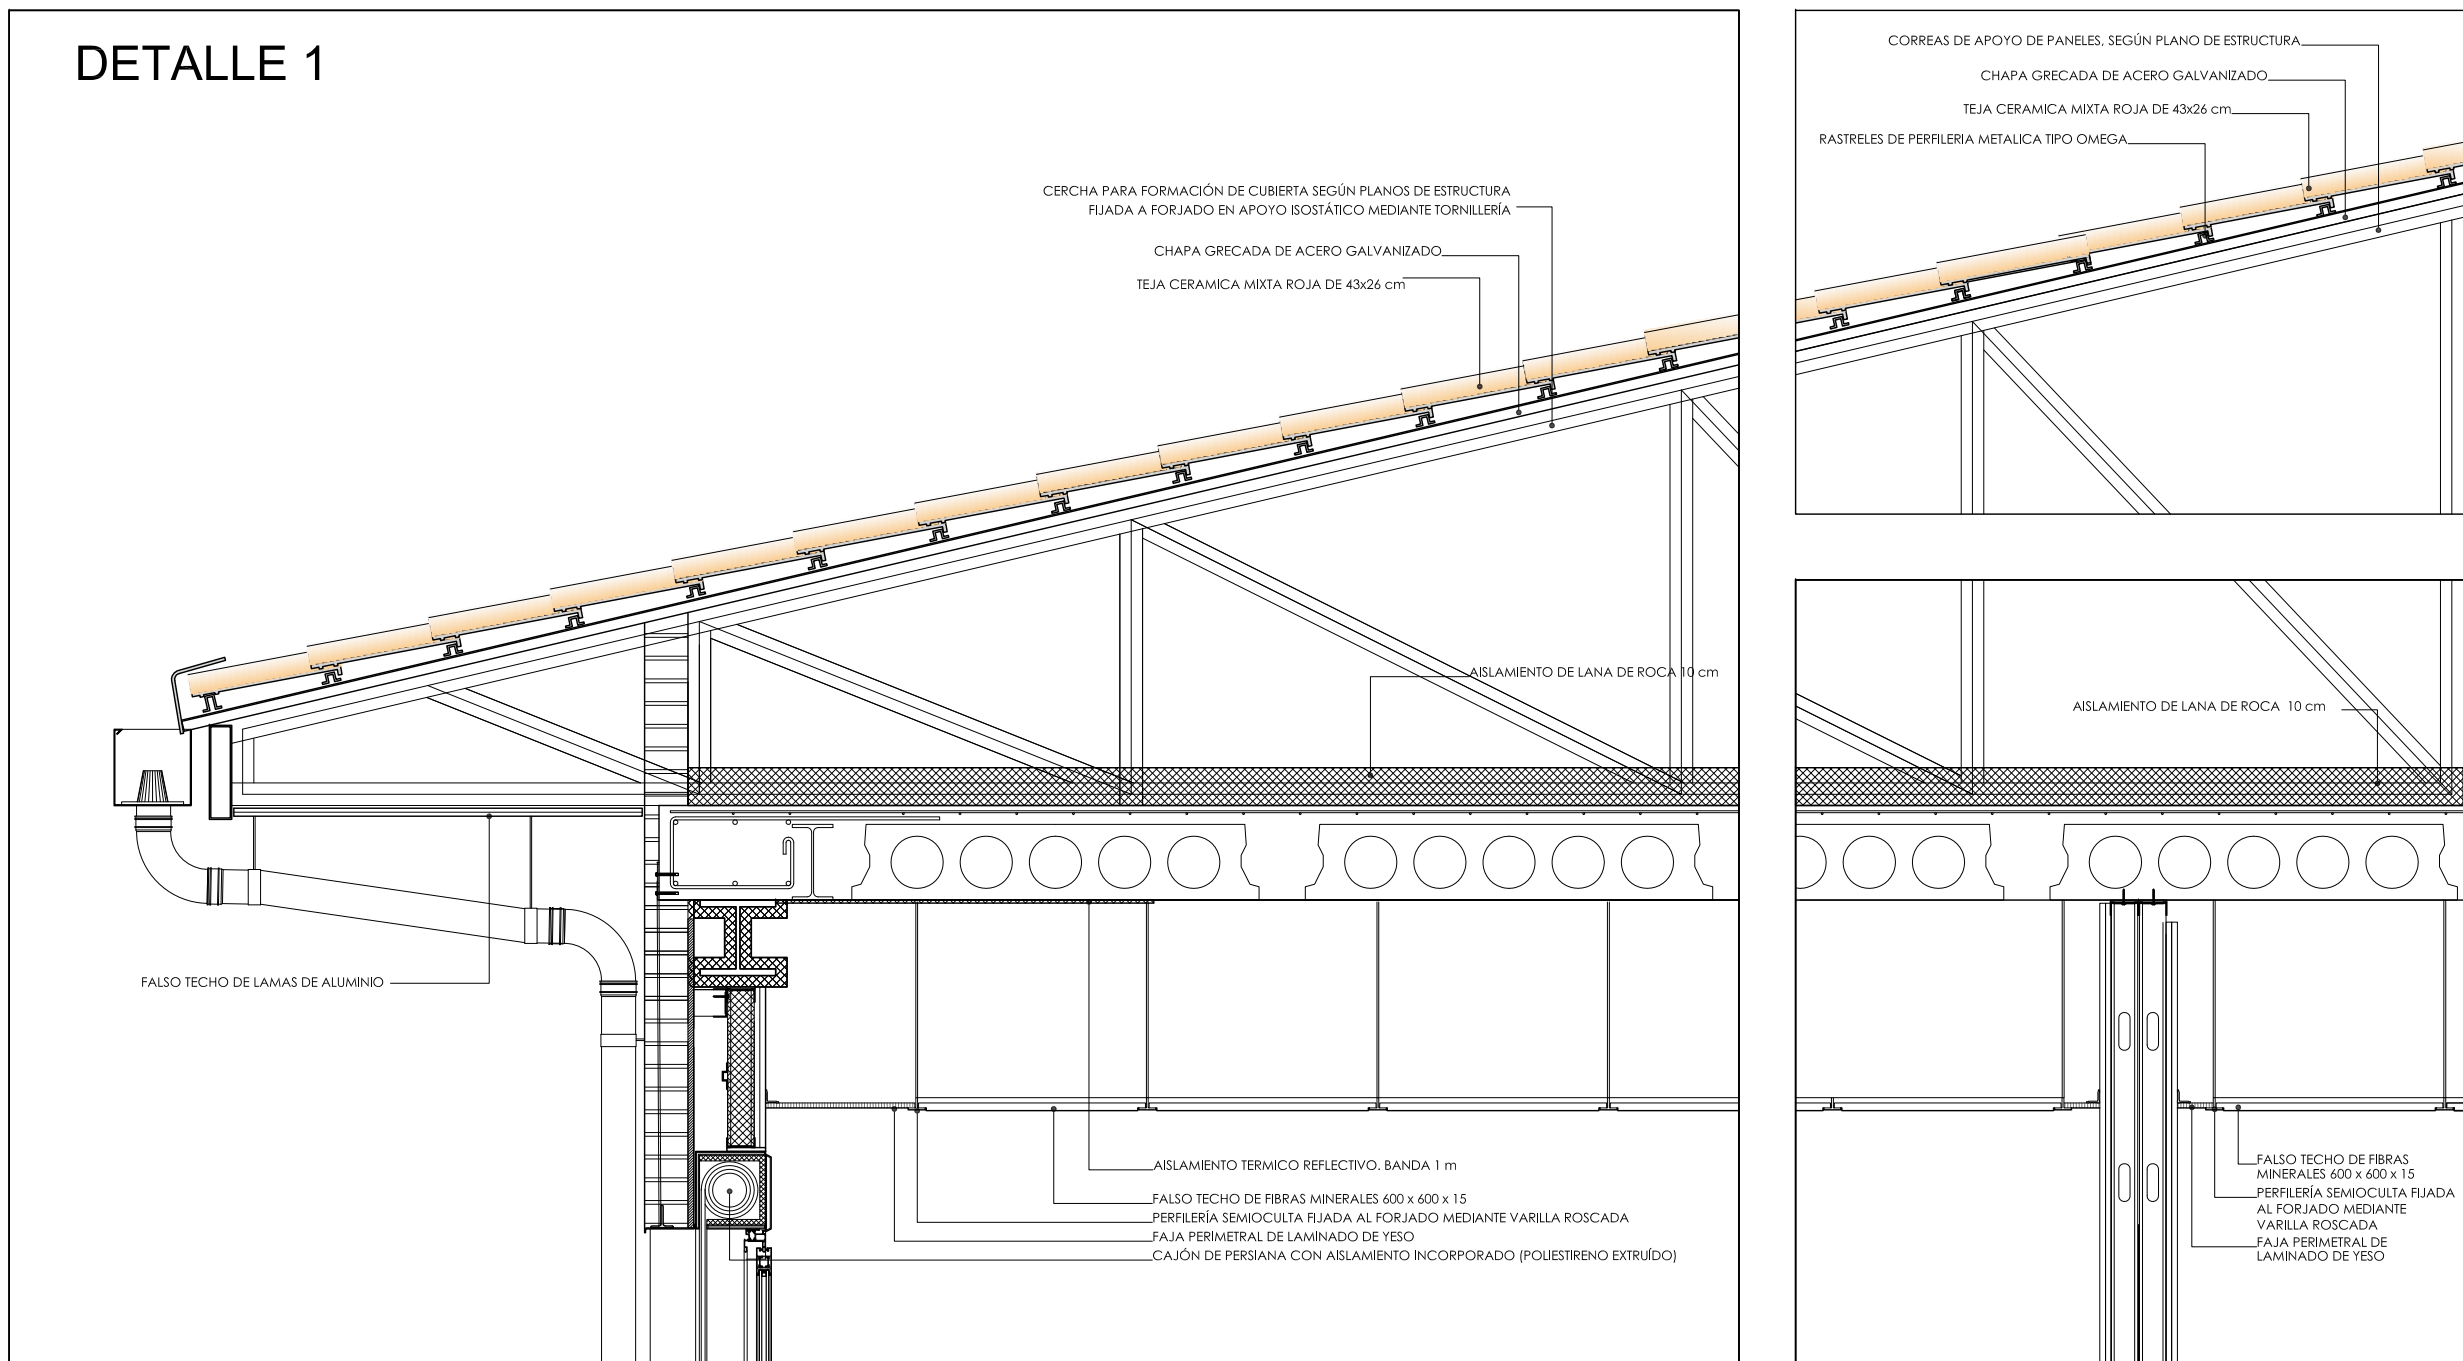 DETALLE 1
CERCHA PARA FORMACIÓN DE CUBIERTA SEGÚN PLANOS DE ESTRUCTURA
FIJADA A FORJADO EN APOYO ISOSTÁTICO MEDIANTE TORNILLERÍA
CHAPA GRECADA DE ACERO GALVANIZADO
TEJA CERAMICA MIXTA ROJA DE 43x26 cm
AISLAMIENTO DE LANA DE ROCA 10 cm
FALSO TECHO DE LAMAS DE ALUMINIO
AISLAMIENTO TERMICO REFLECTIVO. BANDA 1 m
FALSO TECHO DE FIBRAS MINERALES 600 x 600 x 15
PERFILERÍA SEMIOCULTA FIJADA AL FORJADO MEDIANTE VARILLA ROSCADA
FAJA PERIMETRAL DE LAMINADO DE YESO
CAJÓN DE PERSIANA CON AISLAMIENTO INCORPORADO (POLIESTIRENO EXTRUÍDO)
CORREAS DE APOYO DE PANELES, SEGÚN PLANO DE ESTRUCTURA
CHAPA GRECADA DE ACERO GALVANIZADO
TEJA CERAMICA MIXTA ROJA DE 43x26 cm
RASTRELES DE PERFILERIA METALICA TIPO OMEGA
AISLAMIENTO DE LANA DE ROCA 10 cm
FALSO TECHO DE FIBRAS
MINERALES 600 x 600 x 15
PERFILERÍA SEMIOCULTA FIJADA
AL FORJADO MEDIANTE
VARILLA ROSCADA
FAJA PERIMETRAL DE
LAMINADO DE YESO